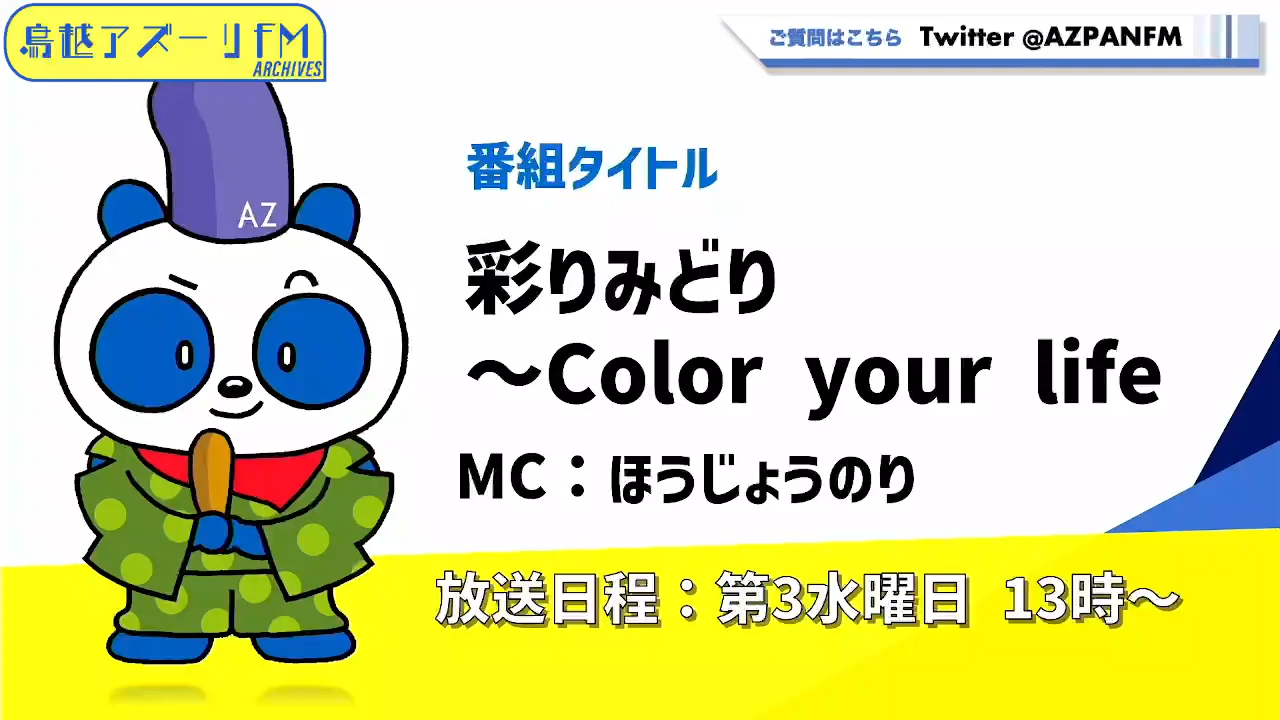 鳥越アズーリFM
ARCHIVES
ご質問はこちら Twitter @AZPANFM
AZ
番組タイトル
彩りみどり
～Color your life
MC：ほうじょうのり
放送日程：第3水曜日 13時～